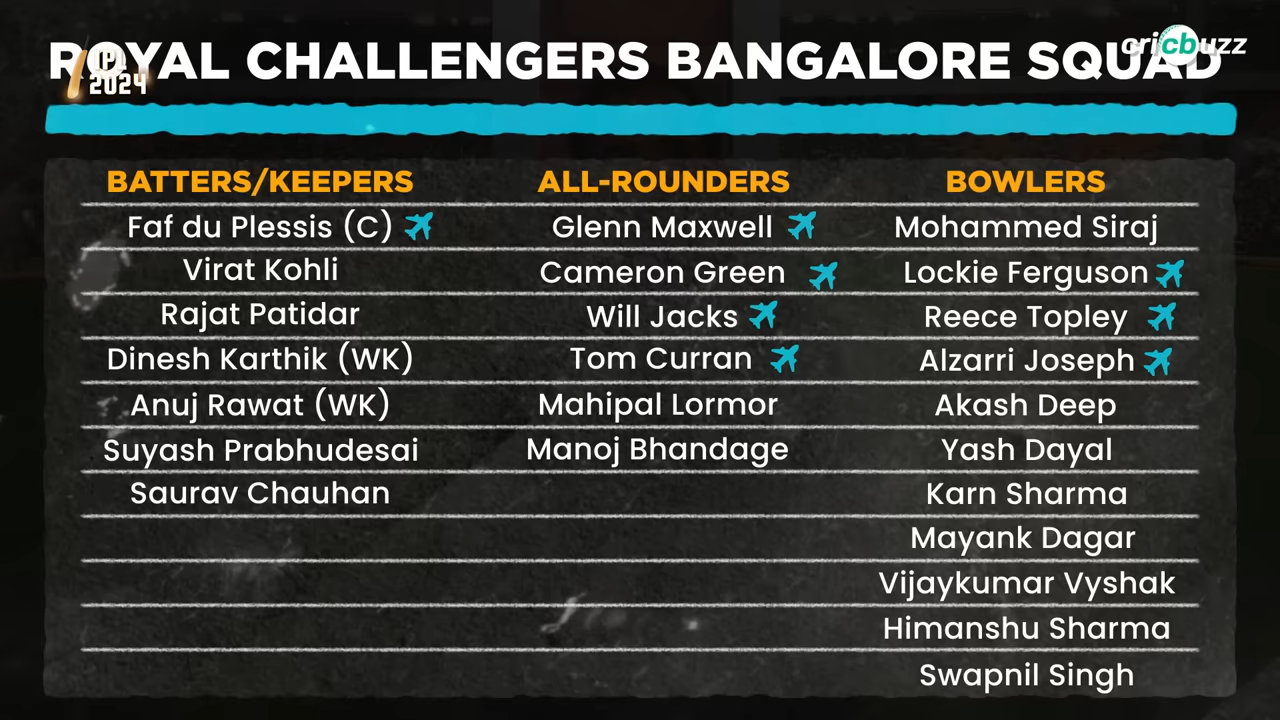 ROYAL CHALLENGERS BANGALORE SQUAD
IPL
2024
cricbuzz
BATTERS/KEEPERS ALL-ROUNDERS BOWLERS
Faf du Plessis (C) Glenn Maxwell Mohammed Siraj
Virat Kohli Cameron Green Lockie Ferguson
Rajat Patidar Will Jacks Reece Topley
Dinesh Karthik (WK) Tom Curran Alzarri Joseph
Anuj Rawat (WK) Mahipal Lormor Akash Deep
Suyash Prabhudesai Manoj Bhandage Yash Dayal
Saurav Chauhan Karn Sharma
Mayank Dagar
Vijaykumar Vyshak
Himanshu Sharma
Swapnil Singh